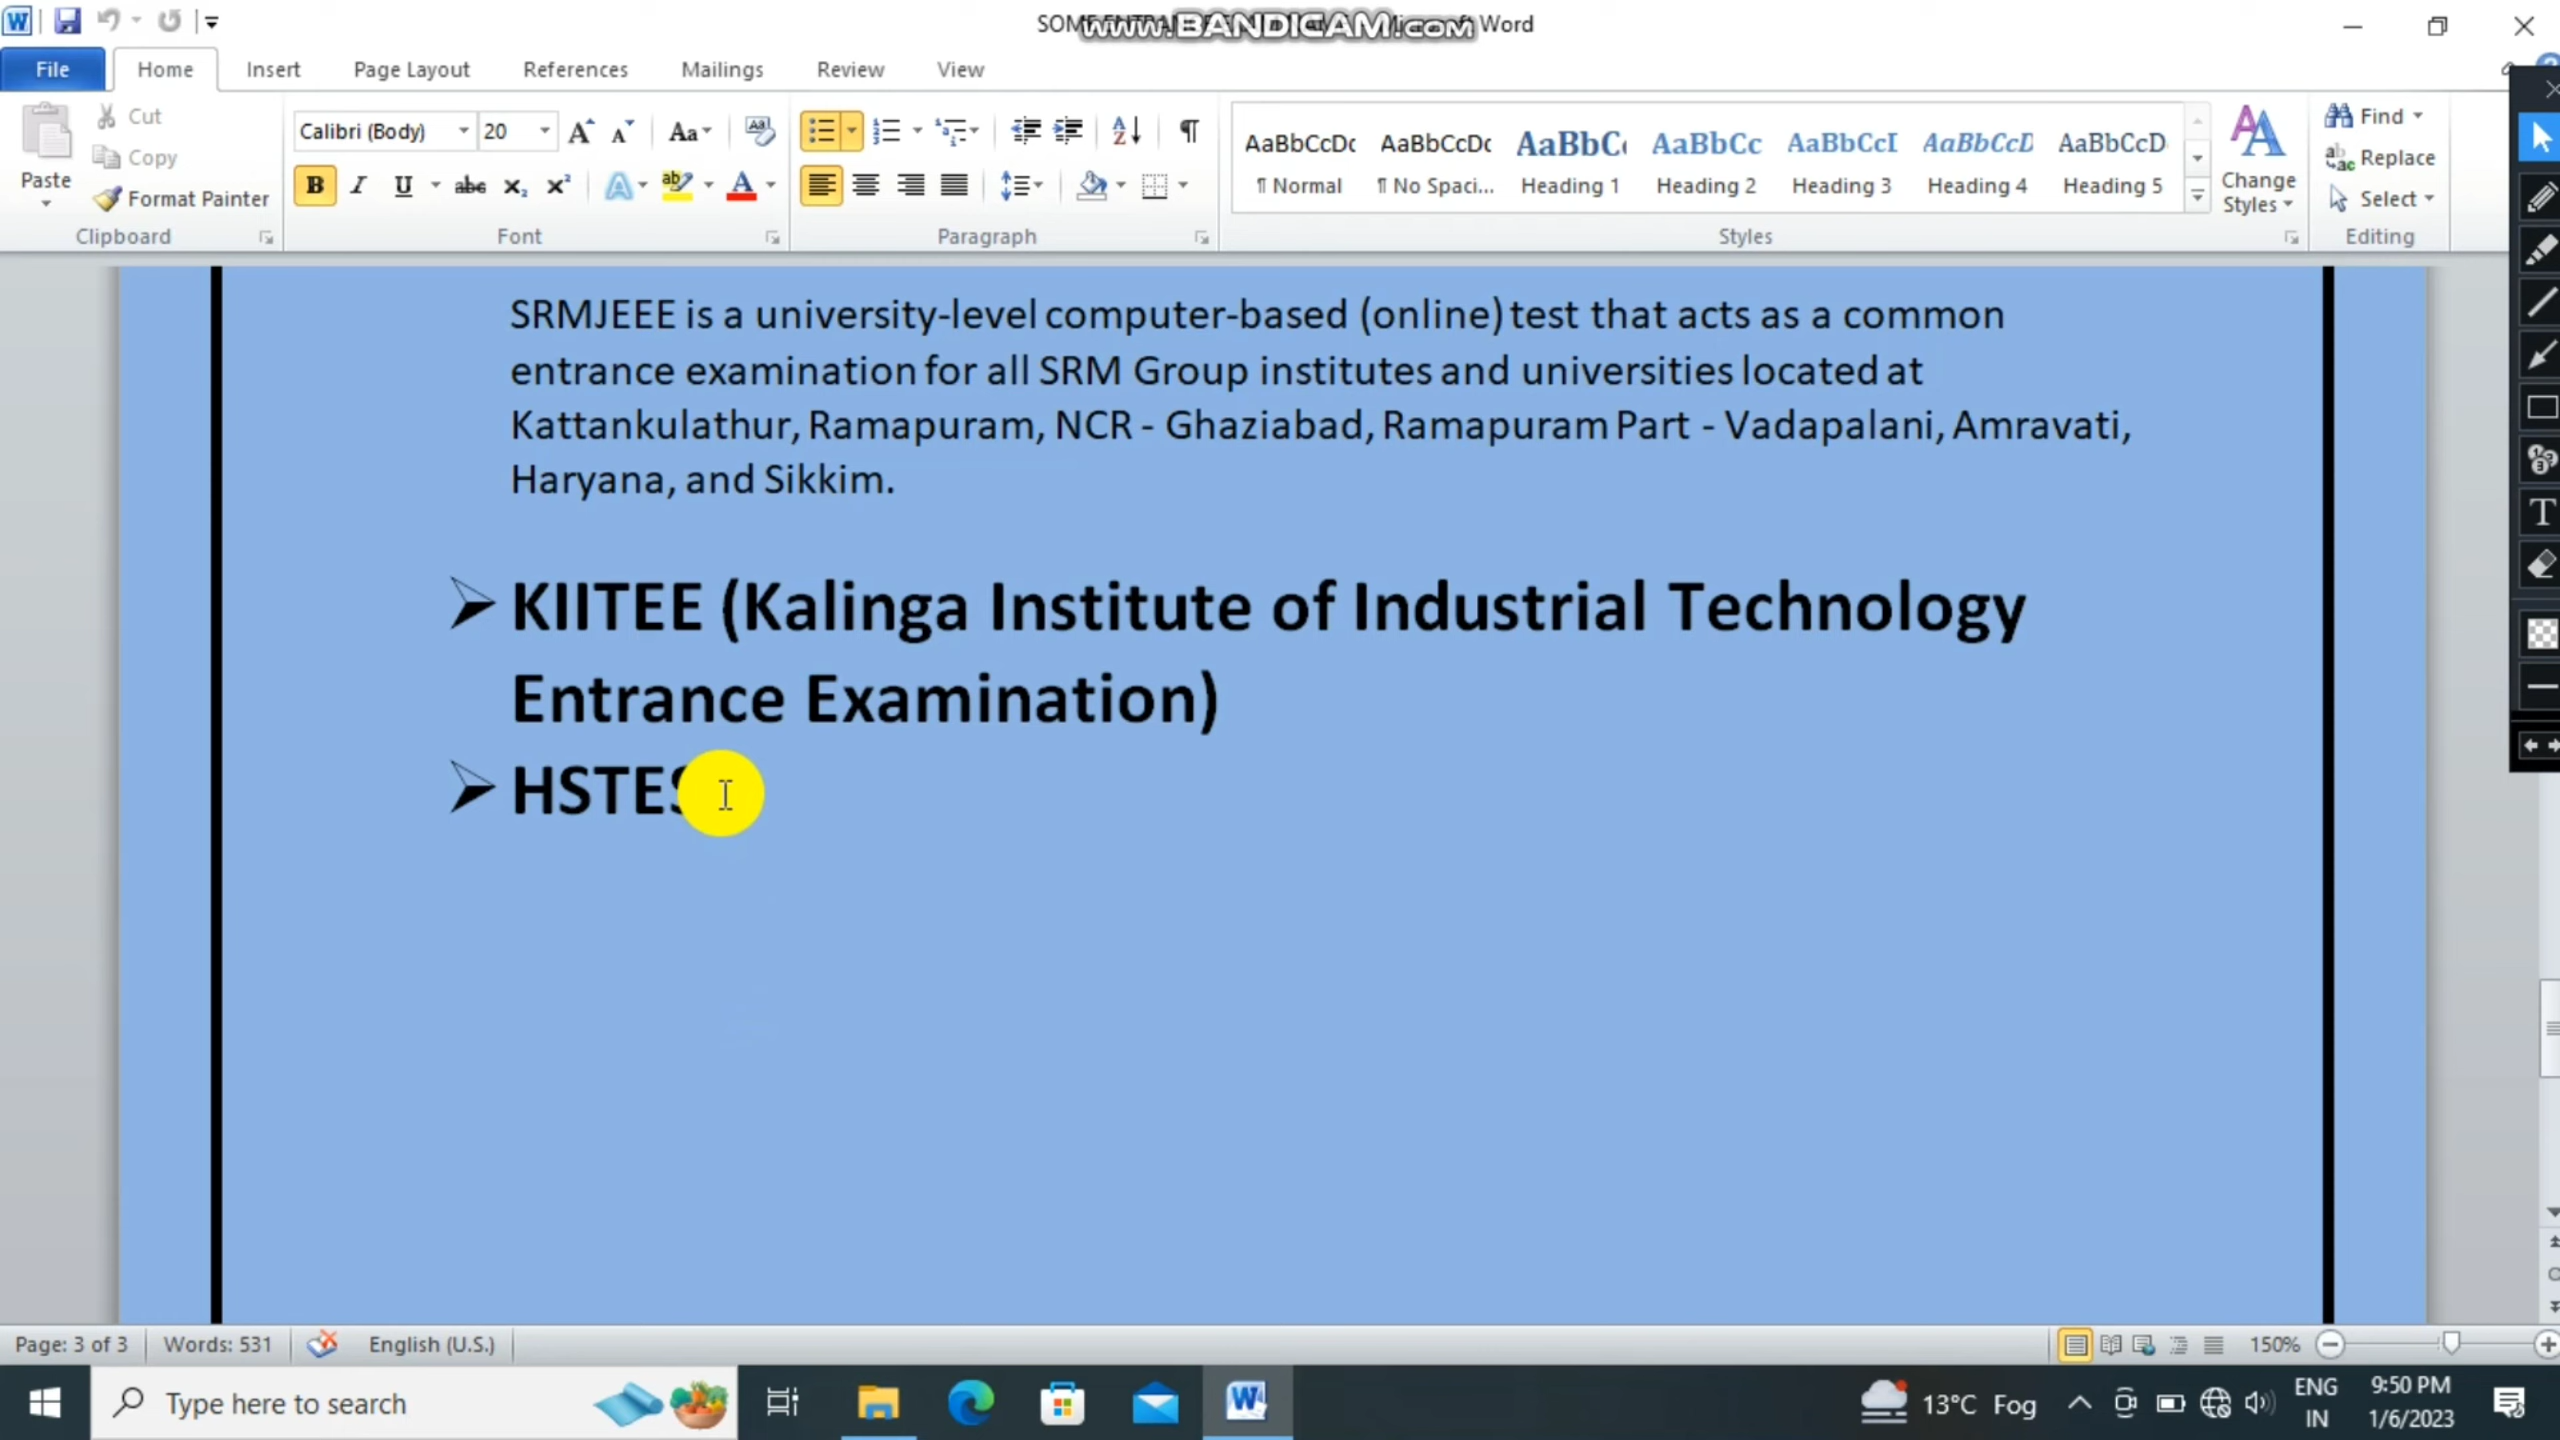 SOME ENTRAN
www.BANDICAM.com
Microsoft Word
File Home Insert Page Layout References Mailings Review View
Paste
Cut
Copy
Format Painter
Clipboard
Calibri (Body) 20
Font
Paragraph
AaBbCcDc AaBbCcDc AaBbC AaBbCc AaBbCcI AaBbCcD AaBbCcD
¶ Normal ¶ No Spaci... Heading 1 Heading 2 Heading 3 Heading 4 Heading 5
Styles
Change
Styles
Find
Replace
Select
Editing
SRMJEEE is a university-level computer-based (online) test that acts as a common
entrance examination for all SRM Group institutes and universities located at
Kattankulathur, Ramapuram, NCR - Ghaziabad, Ramapuram Part - Vadapalani, Amravati,
Haryana, and Sikkim.
➢ KIITEE (Kalinga Institute of Industrial Technology
Entrance Examination)
➢ HSTES
Page: 3 of 3 Words: 531 English (U.S.) 150%
Type here to search
13°C Fog
ENG
IN
9:50 PM
1/6/2023